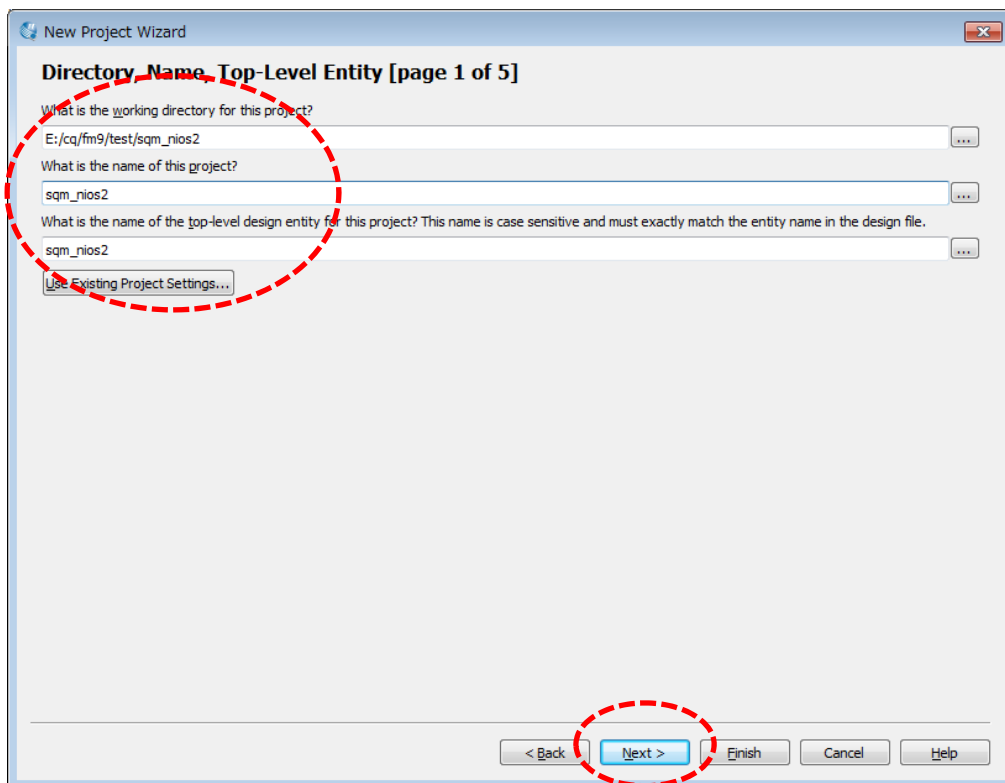 New Project Wizard
Directory, Name, Top-Level Entity [page 1 of 5]
What is the working directory for this project?
E:/cq/fm9/test/sqm_nios2
...
What is the name of this project?
sqm_nios2
...
What is the name of the top-level design entity for this project? This name is case sensitive and must exactly match the entity name in the design file.
sqm_nios2
...
Use Existing Project Settings...
< Back
Next >
Finish
Cancel
Help